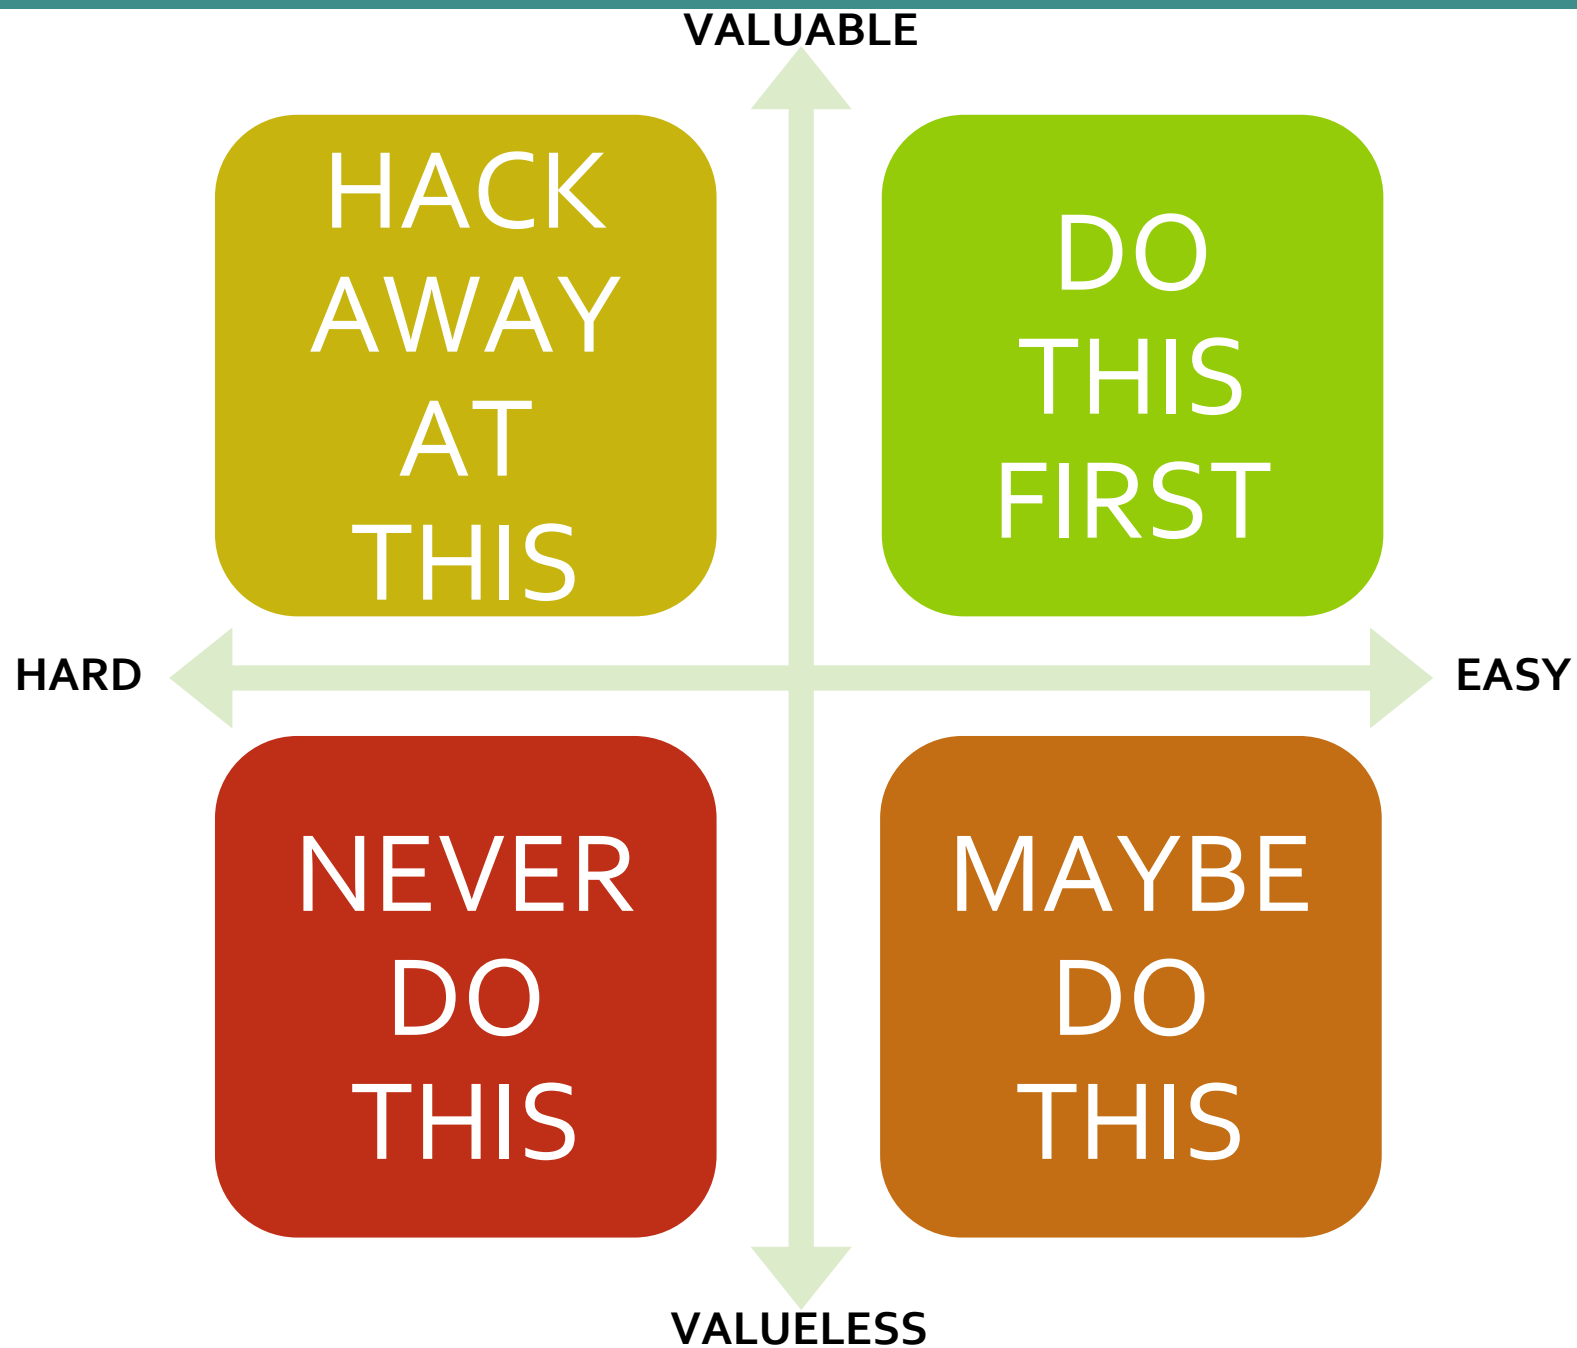 VALUABLE
HACK
AWAY
AT
THIS
DO
THIS
FIRST
HARD
EASY
NEVER
DO
THIS
MAYBE
DO
THIS
VALUELESS